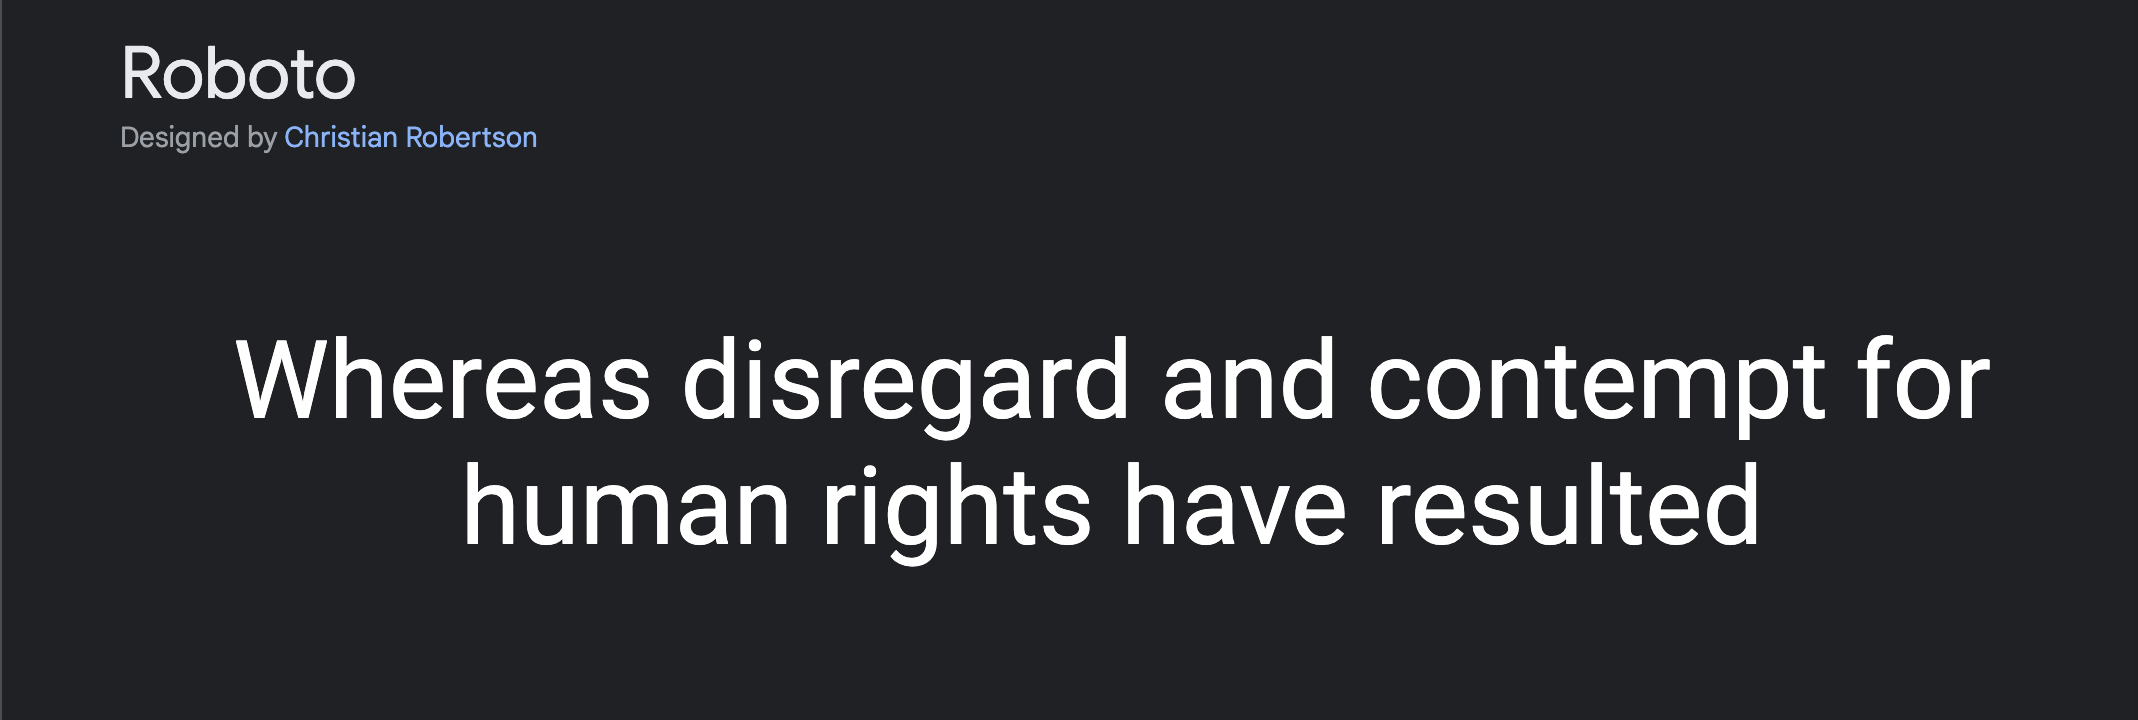 Roboto
Designed by Christian Robertson
Whereas disregard and contempt for
human rights have resulted